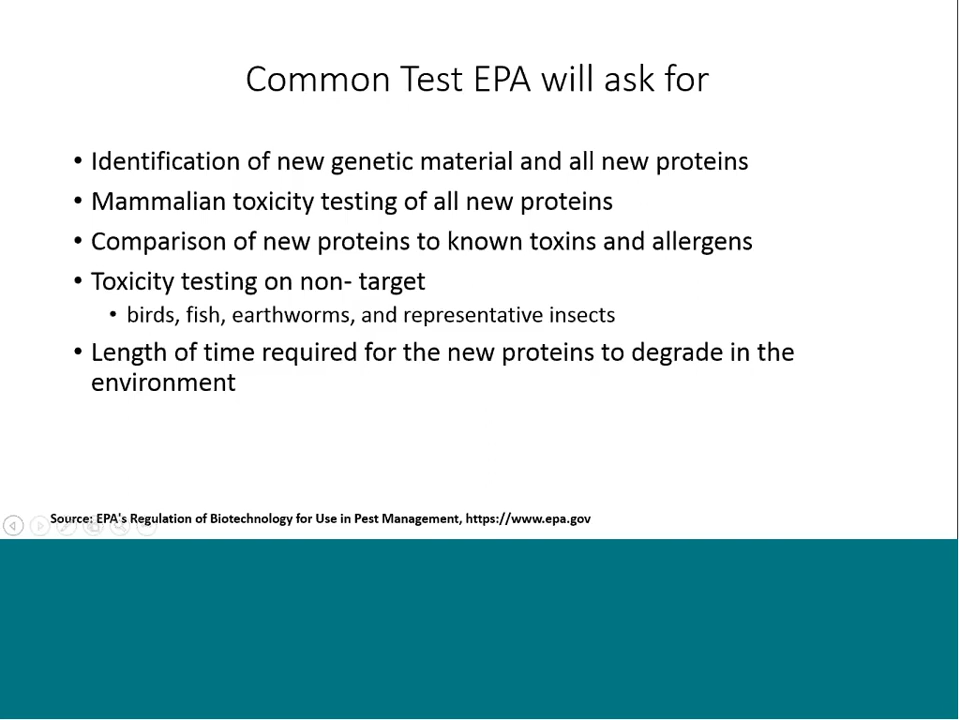 Common Test EPA will ask for
• Identification of new genetic material and all new proteins
• Mammalian toxicity testing of all new proteins
• Comparison of new proteins to known toxins and allergens
• Toxicity testing on non- target
• birds, fish, earthworms, and representative insects
• Length of time required for the new proteins to degrade in the
environment
Source: EPA's Regulation of Biotechnology for Use in Pest Management, https://www.epa.gov